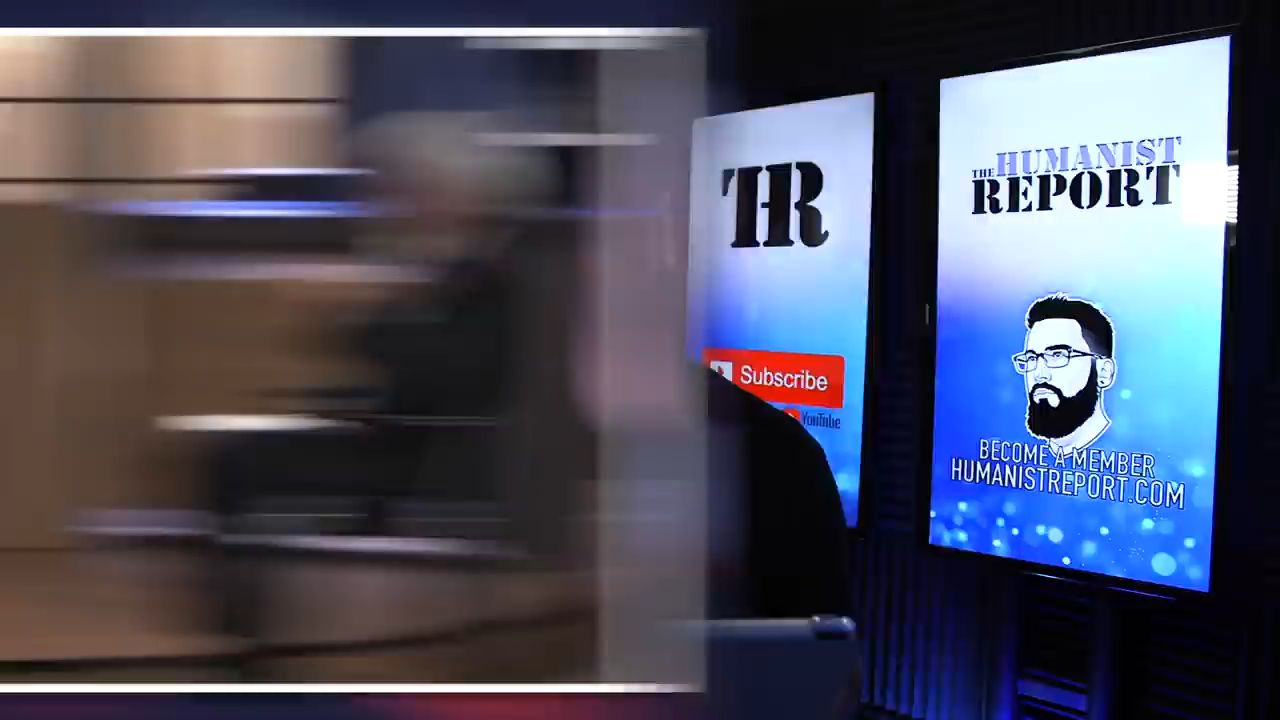 THR
Subscribe
YouTube
THE HUMANIST
REPORT
BECOME A MEMBER
HUMANISTREPORT.COM